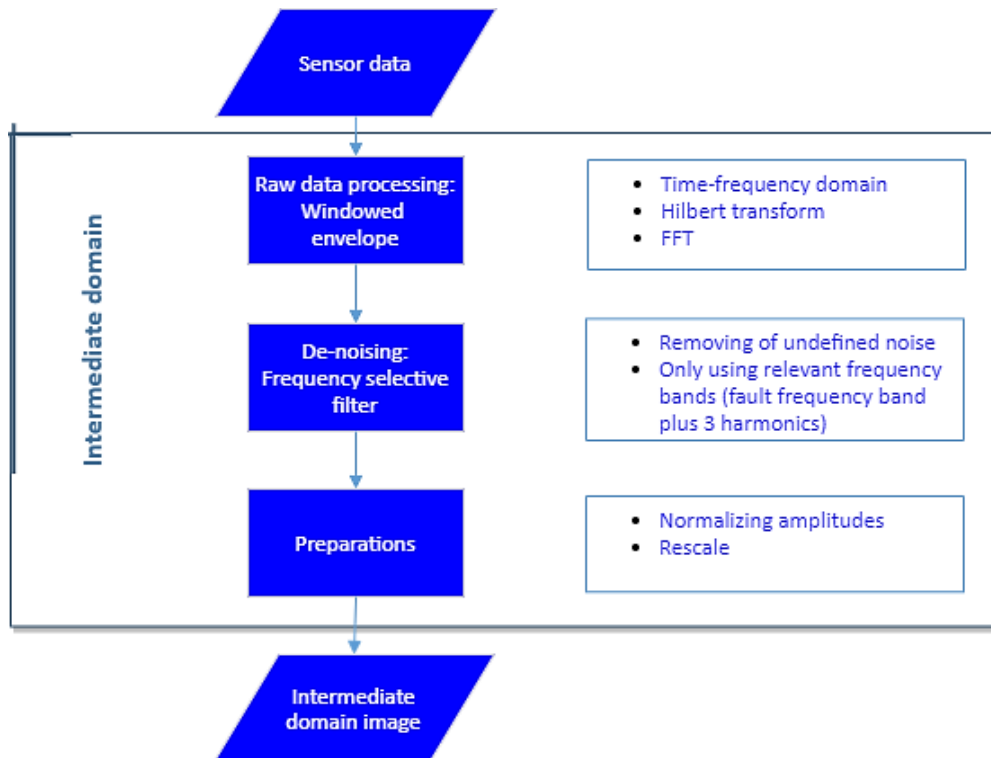 Sensor data
Intermediate domain
Raw data processing:
Windowed
envelope
• Time-frequency domain
• Hilbert transform
• FFT
De-noising:
Frequency selective
filter
• Removing of undefined noise
• Only using relevant frequency
bands (fault frequency band
plus 3 harmonics)
Preparations
• Normalizing amplitudes
• Rescale
Intermediate
domain image